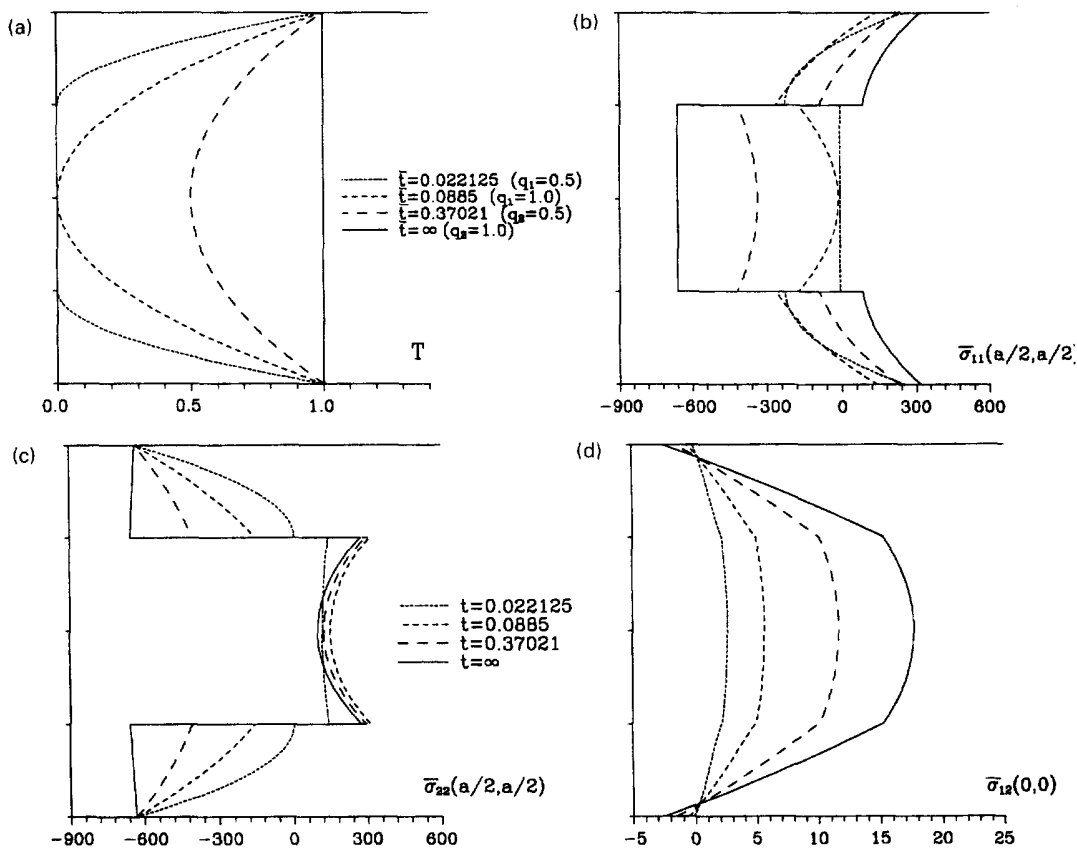 (a)
t̄=0.022125 (q₁=0.5)
t̄=0.0885 (q₁=1.0)
t̄=0.37021 (q₂=0.5)
t̄=∞ (q₂=1.0)
T
0.0 0.5 1.0
(b)
σ̄₁₁(a/2,a/2)
−900 −600 −300 0 300 600
(c)
t=0.022125
t=0.0885
t=0.37021
t=∞
σ̄₂₂(a/2,a/2)
−900 −600 −300 0 300 600
(d)
σ̄₁₂(0,0)
−5 0 5 10 15 20 25